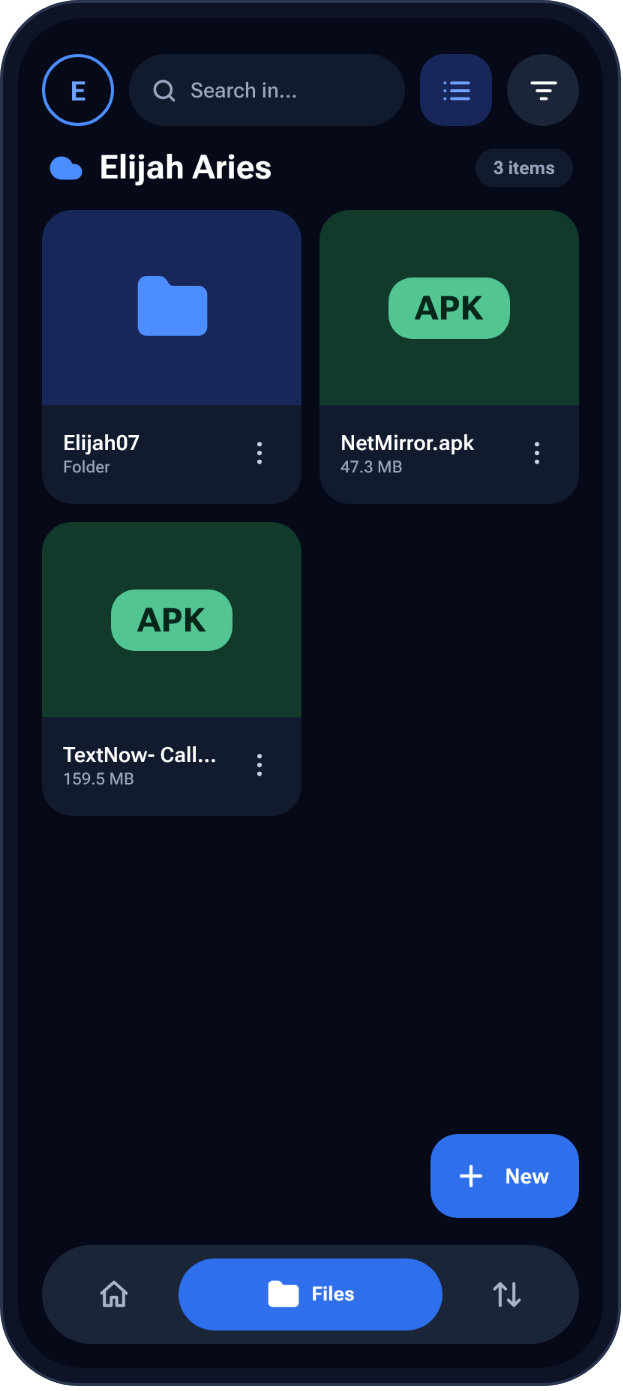 E
Search in...
Elijah Aries
3 items
APK
APK
Elijah07
Folder
NetMirror.apk
47.3 MB
APK
TextNow- Call...
159.5 MB
New
Files